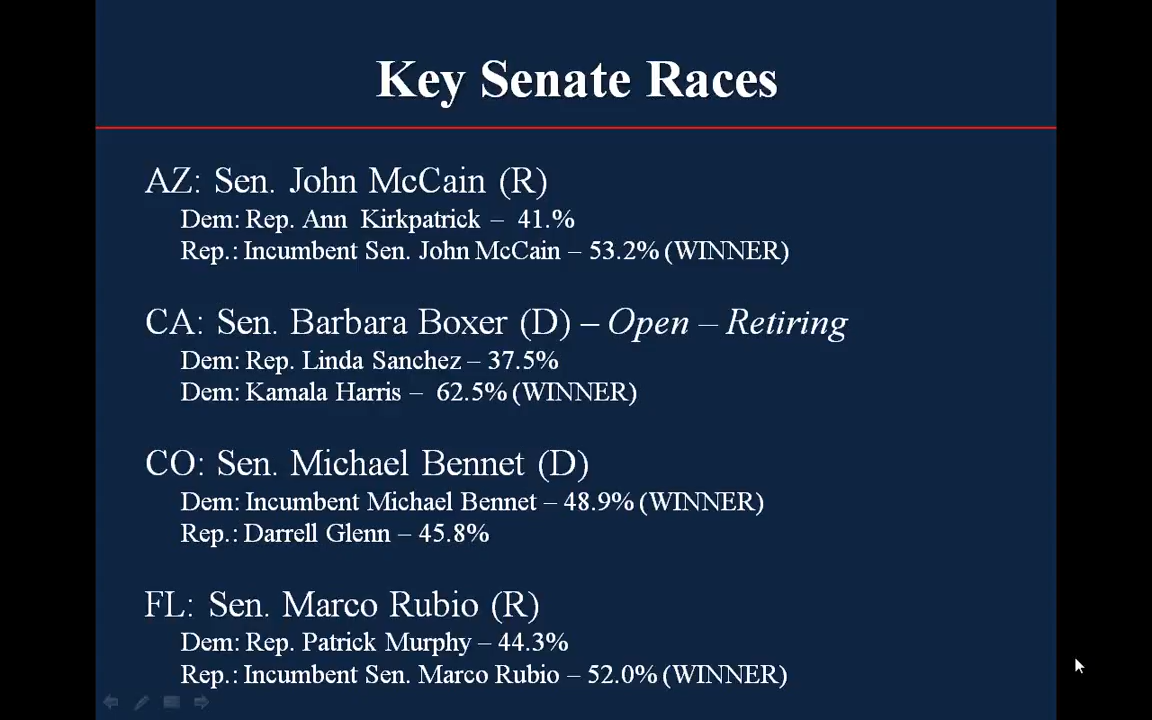 Key Senate Races
AZ: Sen. John McCain (R)
Dem: Rep. Ann Kirkpatrick – 41.%
Rep.: Incumbent Sen. John McCain – 53.2% (WINNER)
CA: Sen. Barbara Boxer (D) – Open – Retiring
Dem: Rep. Linda Sanchez – 37.5%
Dem: Kamala Harris – 62.5% (WINNER)
CO: Sen. Michael Bennet (D)
Dem: Incumbent Michael Bennet – 48.9% (WINNER)
Rep.: Darrell Glenn – 45.8%
FL: Sen. Marco Rubio (R)
Dem: Rep. Patrick Murphy – 44.3%
Rep.: Incumbent Sen. Marco Rubio – 52.0% (WINNER)